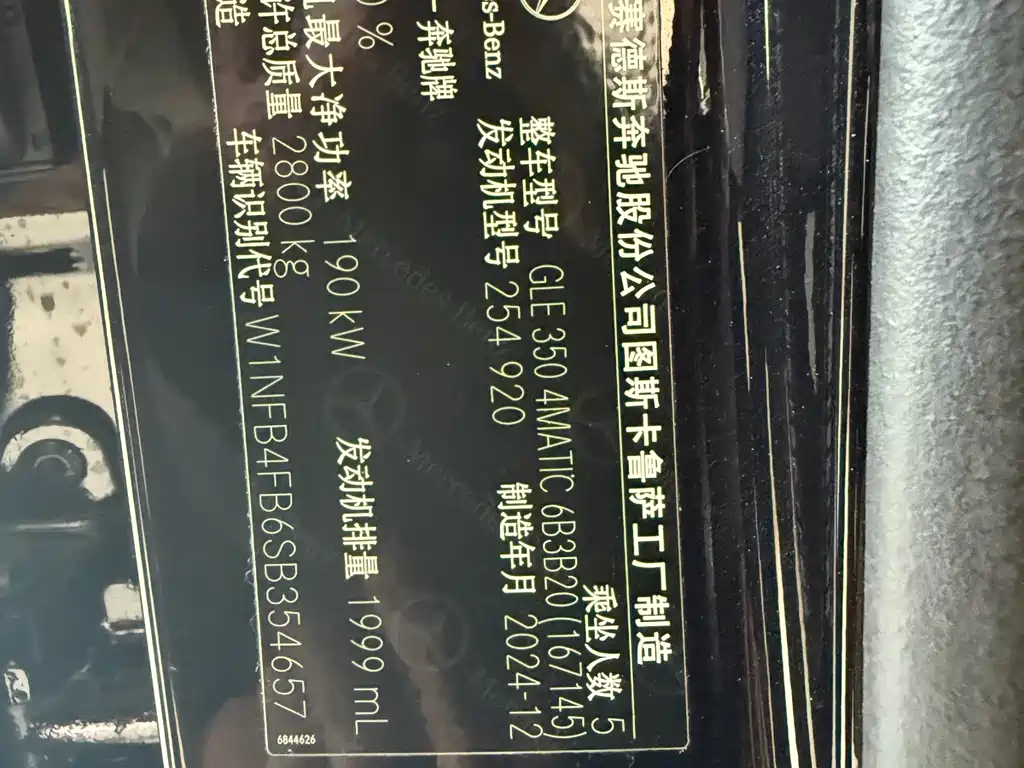 赛德斯奔驰股份公司图斯卡鲁萨工厂制造
乘坐人数 5
整车型号 GLE 350 4MATIC 6B3B20(167145)
s-Benz 发动机型号 254 920 制造年月 2024-12
奔驰牌
%
最大净功率 190 kW 发动机排量 1999 mL
许总质量 2800 kg
车辆识别代号 W1NFB4FB6SB354657
造
6844626